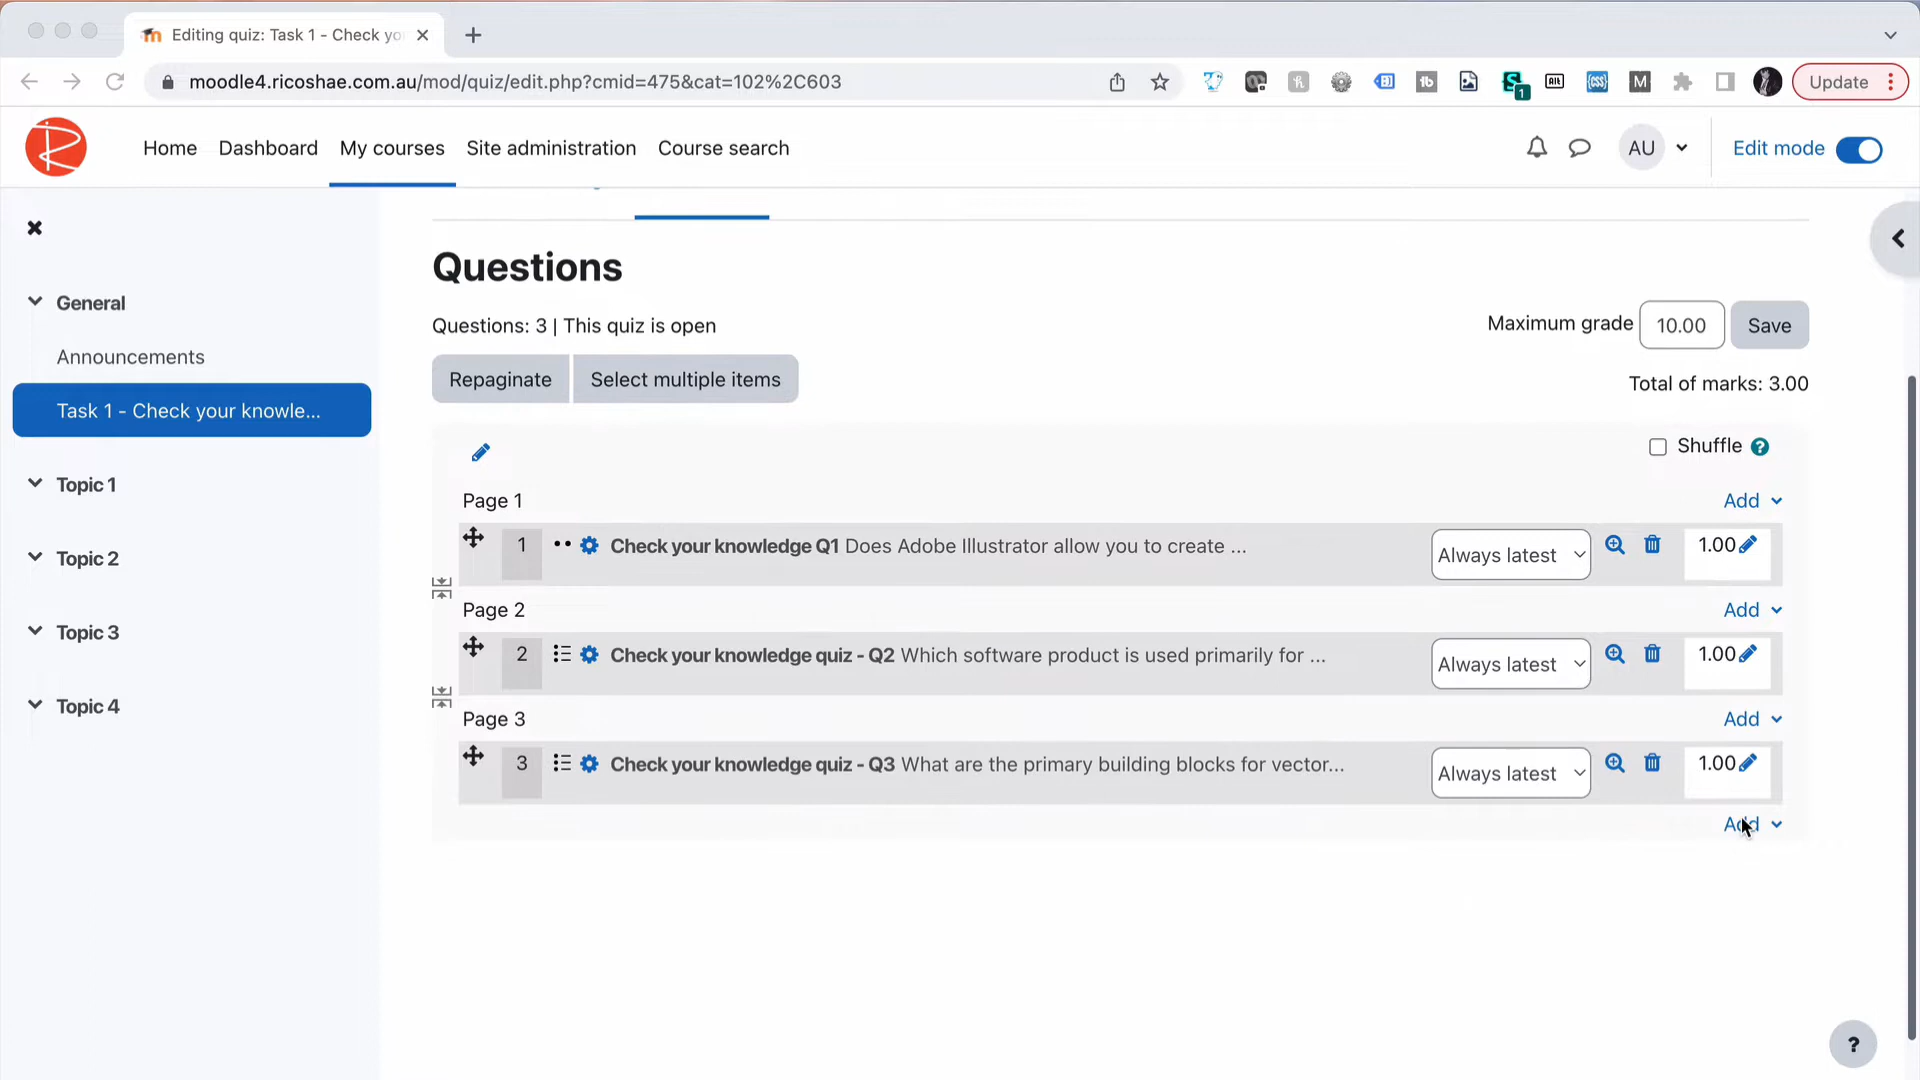 Editing quiz: Task 1 - Check yo
moodle4.ricoshae.com.au/mod/quiz/edit.php?cmid=475&cat=102%2C603
Update
Home Dashboard My courses Site administration Course search
AU
Edit mode
General
Announcements
Task 1 - Check your knowle...
Topic 1
Topic 2
Topic 3
Topic 4
Questions
Questions: 3 | This quiz is open
Maximum grade 10.00 Save
Repaginate Select multiple items
Total of marks: 3.00
Shuffle ?
Page 1 Add
1 Check your knowledge Q1 Does Adobe Illustrator allow you to create ... Always latest 1.00
Page 2 Add
2 Check your knowledge quiz - Q2 Which software product is used primarily for ... Always latest 1.00
Page 3 Add
3 Check your knowledge quiz - Q3 What are the primary building blocks for vector... Always latest 1.00
Add
?